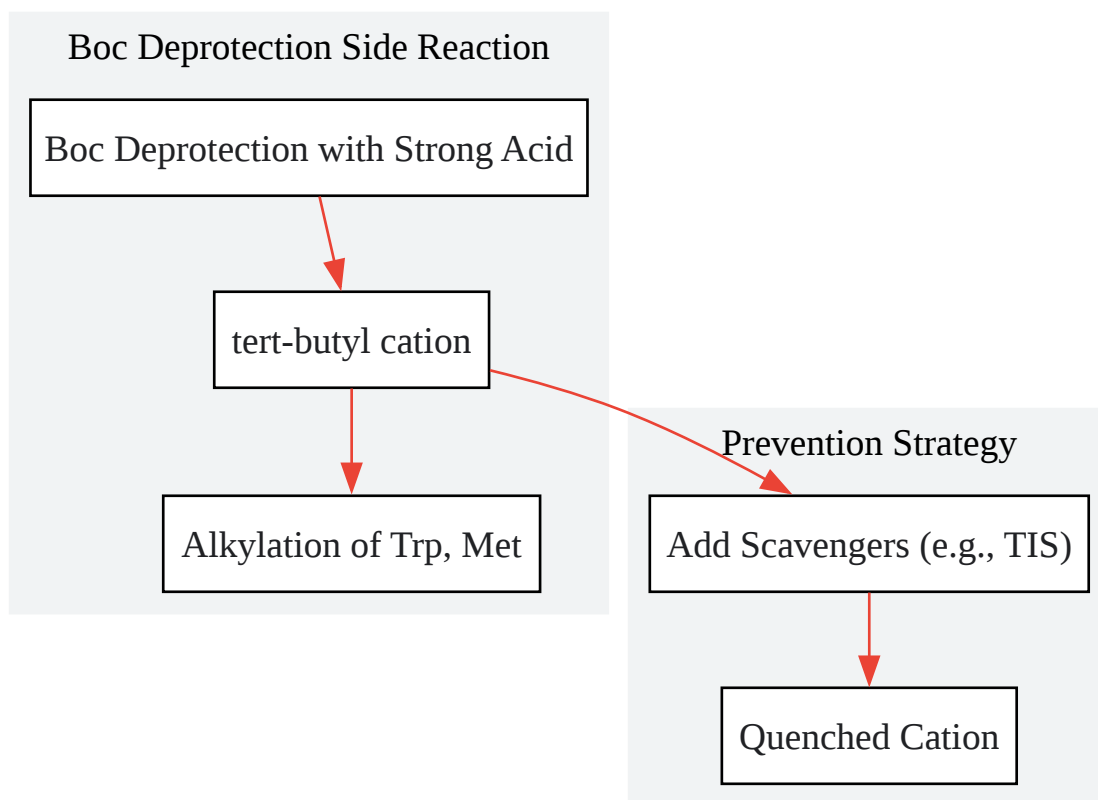 Boc Deprotection Side Reaction
Boc Deprotection with Strong Acid
tert-butyl cation
Alkylation of Trp, Met
Prevention Strategy
Add Scavengers (e.g., TIS)
Quenched Cation